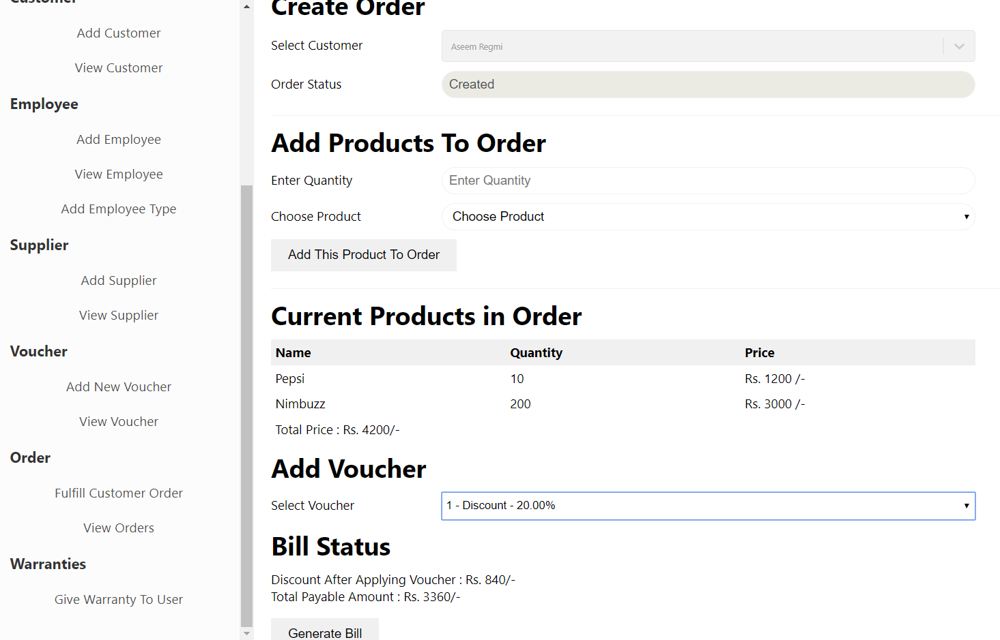 Customer
Add Customer
View Customer
Employee
Add Employee
View Employee
Add Employee Type
Supplier
Add Supplier
View Supplier
Voucher
Add New Voucher
View Voucher
Order
Fulfill Customer Order
View Orders
Warranties
Give Warranty To User
Create Order
Select Customer Aseem Regmi
Order Status Created
Add Products To Order
Enter Quantity Enter Quantity
Choose Product Choose Product
Add This Product To Order
Current Products in Order
Name Quantity Price
Pepsi 10 Rs. 1200 /-
Nimbuzz 200 Rs. 3000 /-
Total Price : Rs. 4200/-
Add Voucher
Select Voucher 1 - Discount - 20.00%
Bill Status
Discount After Applying Voucher : Rs. 840/-
Total Payable Amount : Rs. 3360/-
Generate Bill